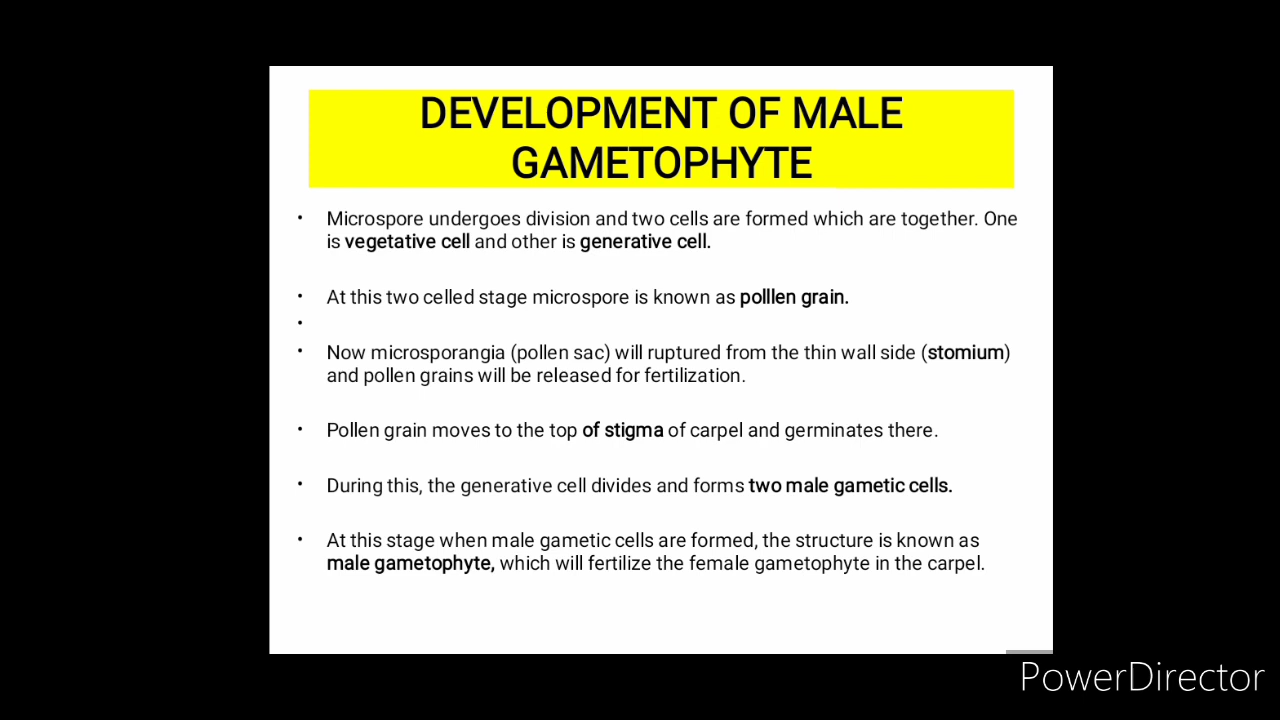 DEVELOPMENT OF MALE
GAMETOPHYTE
• Microspore undergoes division and two cells are formed which are together. One
is vegetative cell and other is generative cell.
• At this two celled stage microspore is known as polllen grain.
•
• Now microsporangia (pollen sac) will ruptured from the thin wall side (stomium)
and pollen grains will be released for fertilization.
• Pollen grain moves to the top of stigma of carpel and germinates there.
• During this, the generative cell divides and forms two male gametic cells.
• At this stage when male gametic cells are formed, the structure is known as
male gametophyte, which will fertilize the female gametophyte in the carpel.
PowerDirector